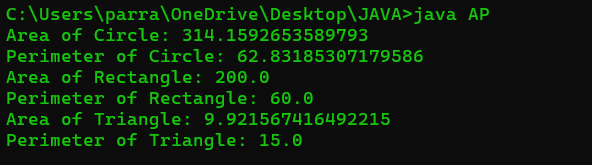 C:\Users\parra\OneDrive\Desktop\JAVA>java AP
Area of Circle: 314.1592653589793
Perimeter of Circle: 62.83185307179586
Area of Rectangle: 200.0
Perimeter of Rectangle: 60.0
Area of Triangle: 9.921567416492215
Perimeter of Triangle: 15.0